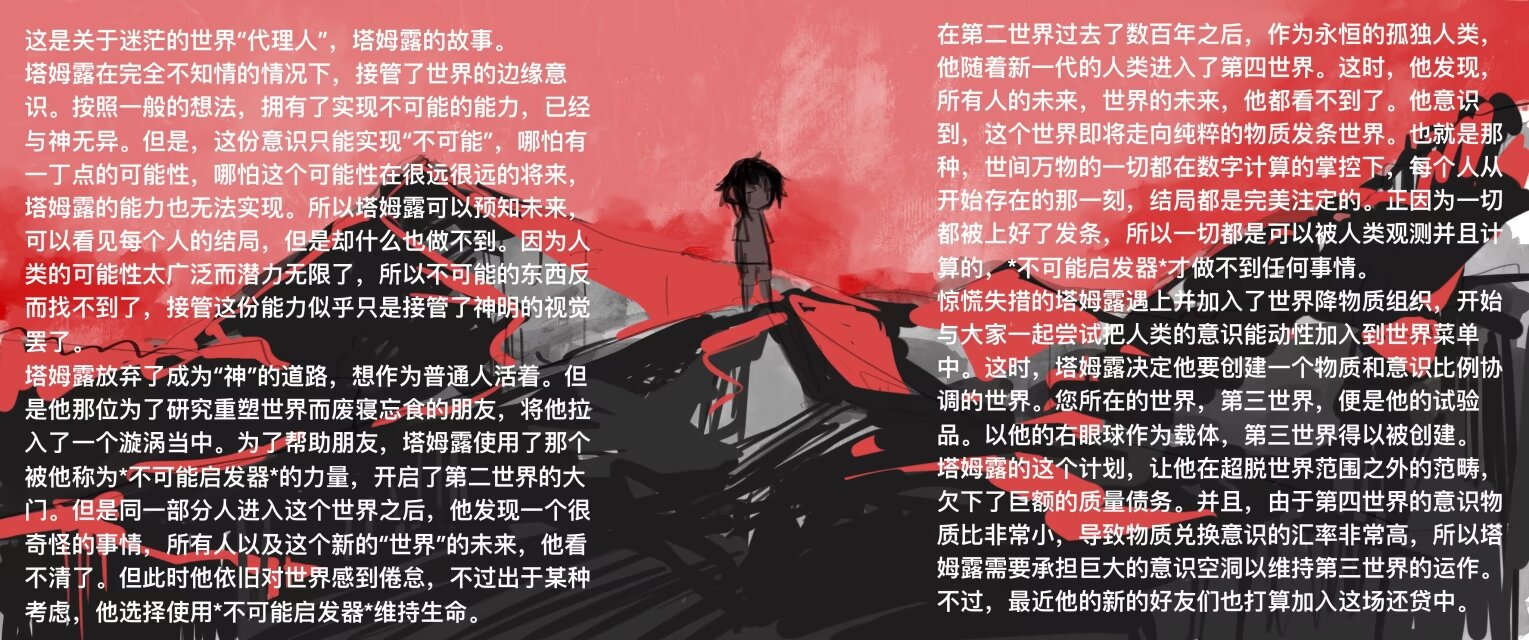 这是关于迷茫的世界“代理人”，塔姆露的故事。
塔姆露在完全不知情的情况下，接管了世界的边缘意
识。按照一般的想法，拥有了实现不可能的能力，已经
与神无异。但是，这份意识只能实现“不可能”，哪怕有
一丁点的可能性，哪怕这个可能性在很远很远的将来，
塔姆露的能力也无法实现。所以塔姆露可以预知未来，
可以看见每个人的结局，但是却什么也做不到。因为人
类的可能性太广泛而潜力无限了，所以不可能的东西反
而找不到了，接管这份能力似乎只是接管了神明的视觉
罢了。
塔姆露放弃了成为“神”的道路，想作为普通人活着。但
是他那位为了研究重塑世界而废寝忘食的朋友，将他拉
入了一个漩涡当中。为了帮助朋友，塔姆露使用了那个
被他称为*不可能启发器*的力量，开启了第二世界的大
门。但是同一部分人进入这个世界之后，他发现一个很
奇怪的事情，所有人以及这个新的“世界”的未来，他看
不清了。但此时他依旧对世界感到倦怠，不过出于某种
考虑，他选择使用*不可能启发器*维持生命。
在第二世界过去了数百年之后，作为永恒的孤独人类，
他随着新一代的人类进入了第四世界。这时，他发现，
所有人的未来，世界的未来，他都看不到了。他意识
到，这个世界即将走向纯粹的物质发条世界。也就是那
种，世间万物的一切都在数字计算的掌控下，每个人从
开始存在的那一刻，结局都是完美注定的。正因为一切
都被上好了发条，所以一切都是可以被人类观测并且计
算的，*不可能启发器*才做不到任何事情。
惊慌失措的塔姆露遇上并加入了世界降物质组织，开始
与大家一起尝试把人类的意识能动性加入到世界菜单
中。这时，塔姆露决定他要创建一个物质和意识比例协
调的世界。您所在的世界，第三世界，便是他的试验
品。以他的右眼球作为载体，第三世界得以被创建。
塔姆露的这个计划，让他在超脱世界范围之外的范畴，
欠下了巨额的质量债务。并且，由于第四世界的意识物
质比非常小，导致物质兑换意识的汇率非常高，所以塔
姆露需要承担巨大的意识空洞以维持第三世界的运作。
不过，最近他的新的好友们也打算加入这场还贷中。